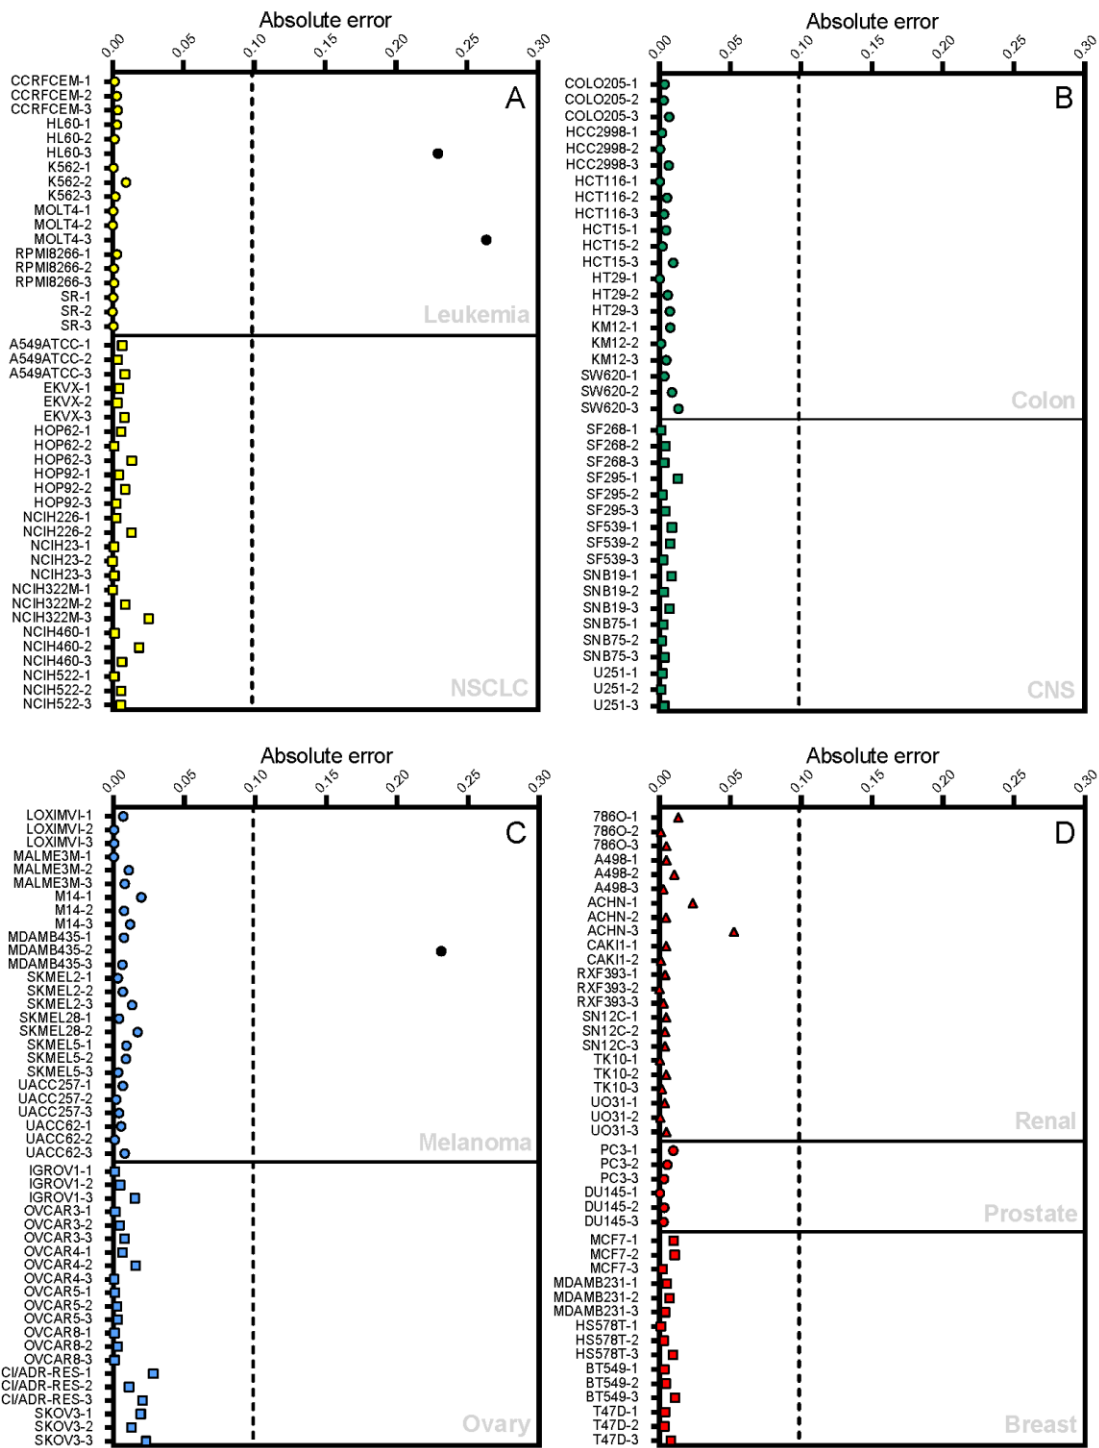 Absolute error
0.00 0.05 0.10 0.15 0.20 0.25 0.30
A
CCRFCEM-1
CCRFCEM-2
CCRFCEM-3
HL60-1
HL60-2
HL60-3
K562-1
K562-2
K562-3
MOLT4-1
MOLT4-2
MOLT4-3
RPMI8266-1
RPMI8266-2
RPMI8266-3
SR-1
SR-2
SR-3
Leukemia
A549ATCC-1
A549ATCC-2
A549ATCC-3
EKVX-1
EKVX-2
EKVX-3
HOP62-1
HOP62-2
HOP62-3
HOP92-1
HOP92-2
HOP92-3
NCIH226-1
NCIH226-2
NCIH23-1
NCIH23-2
NCIH23-3
NCIH322M-1
NCIH322M-2
NCIH322M-3
NCIH460-1
NCIH460-2
NCIH460-3
NCIH522-1
NCIH522-2
NCIH522-3
NSCLC
Absolute error
0.00 0.05 0.10 0.15 0.20 0.25 0.30
B
COLO205-1
COLO205-2
COLO205-3
HCC2998-1
HCC2998-2
HCC2998-3
HCT116-1
HCT116-2
HCT116-3
HCT15-1
HCT15-2
HCT15-3
HT29-1
HT29-2
HT29-3
KM12-1
KM12-2
KM12-3
SW620-1
SW620-2
SW620-3
Colon
SF268-1
SF268-2
SF268-3
SF295-1
SF295-2
SF295-3
SF539-1
SF539-2
SF539-3
SNB19-1
SNB19-2
SNB19-3
SNB75-1
SNB75-2
SNB75-3
U251-1
U251-2
U251-3
CNS
Absolute error
0.00 0.05 0.10 0.15 0.20 0.25 0.30
C
LOXIMVI-1
LOXIMVI-2
LOXIMVI-3
MALME3M-1
MALME3M-2
MALME3M-3
M14-1
M14-2
M14-3
MDAMB435-1
MDAMB435-2
MDAMB435-3
SKMEL2-1
SKMEL2-2
SKMEL2-3
SKMEL28-1
SKMEL28-2
SKMEL5-1
SKMEL5-2
SKMEL5-3
UACC257-1
UACC257-2
UACC257-3
UACC62-1
UACC62-2
UACC62-3
Melanoma
IGROV1-1
IGROV1-2
IGROV1-3
OVCAR3-1
OVCAR3-2
OVCAR3-3
OVCAR4-1
OVCAR4-2
OVCAR4-3
OVCAR5-1
OVCAR5-2
OVCAR5-3
OVCAR8-1
OVCAR8-2
OVCAR8-3
CI/ADR-RES-1
CI/ADR-RES-2
CI/ADR-RES-3
SKOV3-1
SKOV3-2
SKOV3-3
Ovary
Absolute error
0.00 0.05 0.10 0.15 0.20 0.25 0.30
D
786O-1
786O-2
786O-3
A498-1
A498-2
A498-3
ACHN-1
ACHN-2
ACHN-3
CAKI1-1
CAKI1-2
RXF393-1
RXF393-2
RXF393-3
SN12C-1
SN12C-2
SN12C-3
TK10-1
TK10-2
TK10-3
UO31-1
UO31-2
UO31-3
Renal
PC3-1
PC3-2
PC3-3
DU145-1
DU145-2
DU145-3
Prostate
MCF7-1
MCF7-2
MCF7-3
MDAMB231-1
MDAMB231-2
MDAMB231-3
HS578T-1
HS578T-2
HS578T-3
BT549-1
BT549-2
BT549-3
T47D-1
T47D-2
T47D-3
Breast